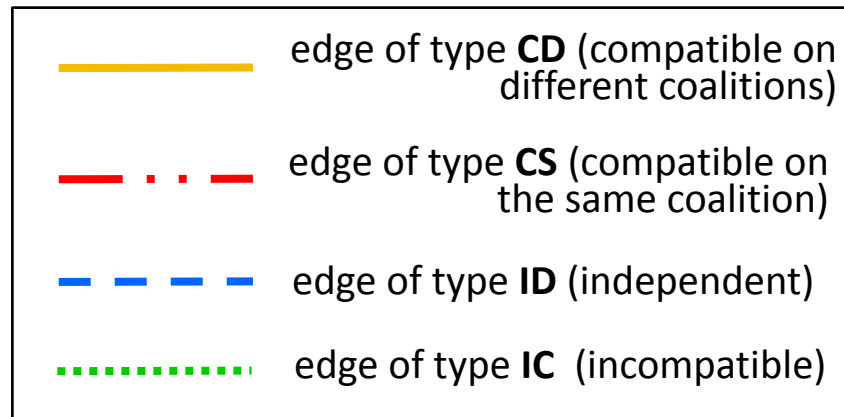 edge of type CD (compatible on
different coalitions)
edge of type CS (compatible on
the same coalition)
edge of type ID (independent)
edge of type IC (incompatible)